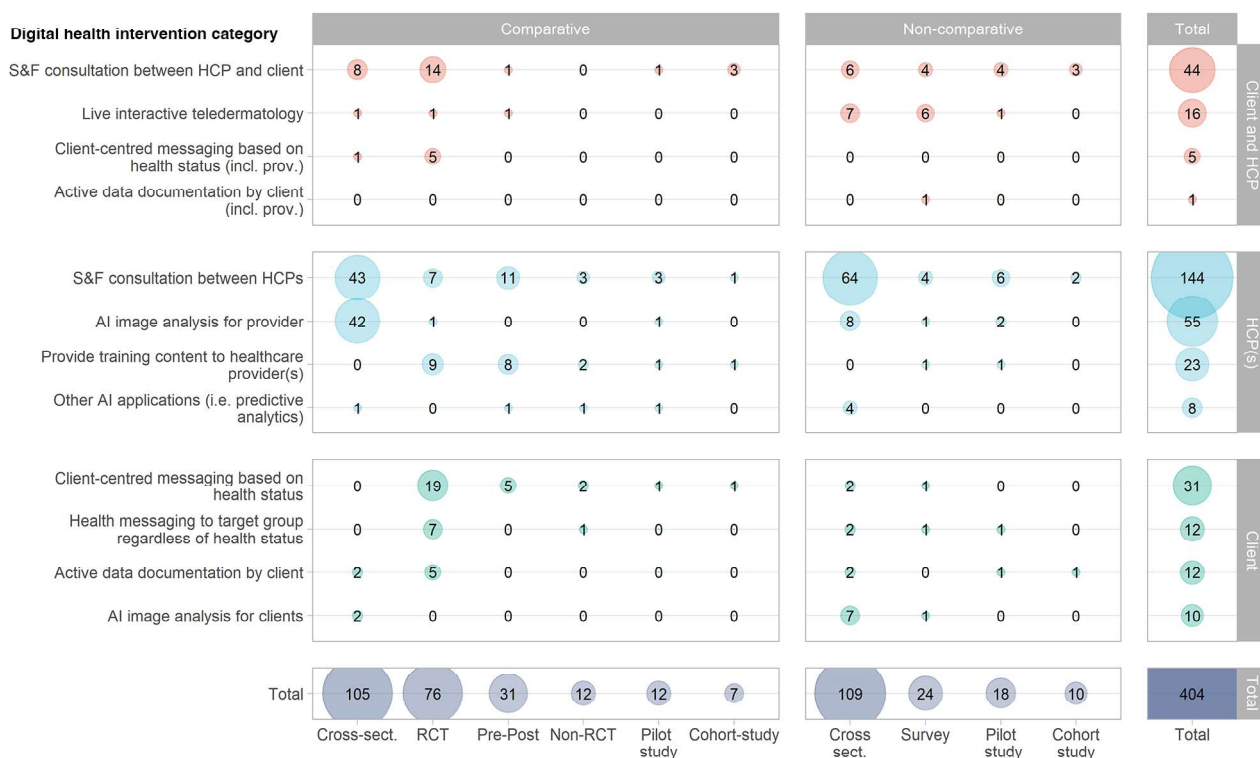 Digital health intervention category Comparative Non-comparative Total
S&F consultation between HCP and client 8 14 1 0 1 3 6 4 4 3 44
Live interactive teledermatology 1 1 1 0 0 0 7 6 1 0 16
Client-centred messaging based on
health status (incl. prov.) 1 5 0 0 0 0 0 0 0 0 5
Active data documentation by client
(incl. prov.) 0 0 0 0 0 0 0 1 0 0 1
Client and HCP
S&F consultation between HCPs 43 7 11 3 3 1 64 4 6 2 144
AI image analysis for provider 42 1 0 0 1 0 8 1 2 0 55
Provide training content to healthcare
provider(s) 0 9 8 2 1 1 0 1 1 0 23
Other AI applications (i.e. predictive
analytics) 1 0 1 1 1 0 4 0 0 0 8
HCP(s)
Client-centred messaging based on
health status 0 19 5 2 1 1 2 1 0 0 31
Health messaging to target group
regardless of health status 0 7 0 1 0 0 2 1 1 0 12
Active data documentation by client 2 5 0 0 0 0 2 0 1 1 12
AI image analysis for clients 2 0 0 0 0 0 7 1 0 0 10
Client
Total 105 76 31 12 12 7 109 24 18 10 404
Total
Cross-sect. RCT Pre-Post Non-RCT Pilot Cohort-study Cross Survey Pilot Cohort Total
study sect. study study